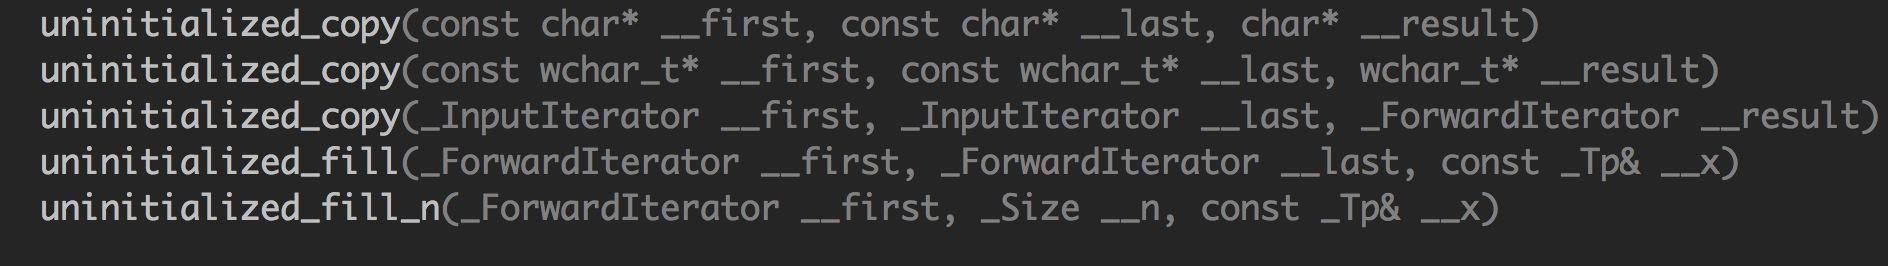 uninitialized_copy(const char* __first, const char* __last, char* __result)
uninitialized_copy(const wchar_t* __first, const wchar_t* __last, wchar_t* __result)
uninitialized_copy(_InputIterator __first, _InputIterator __last, _ForwardIterator __result)
uninitialized_fill(_ForwardIterator __first, _ForwardIterator __last, const _Tp& __x)
uninitialized_fill_n(_ForwardIterator __first, _Size __n, const _Tp& __x)